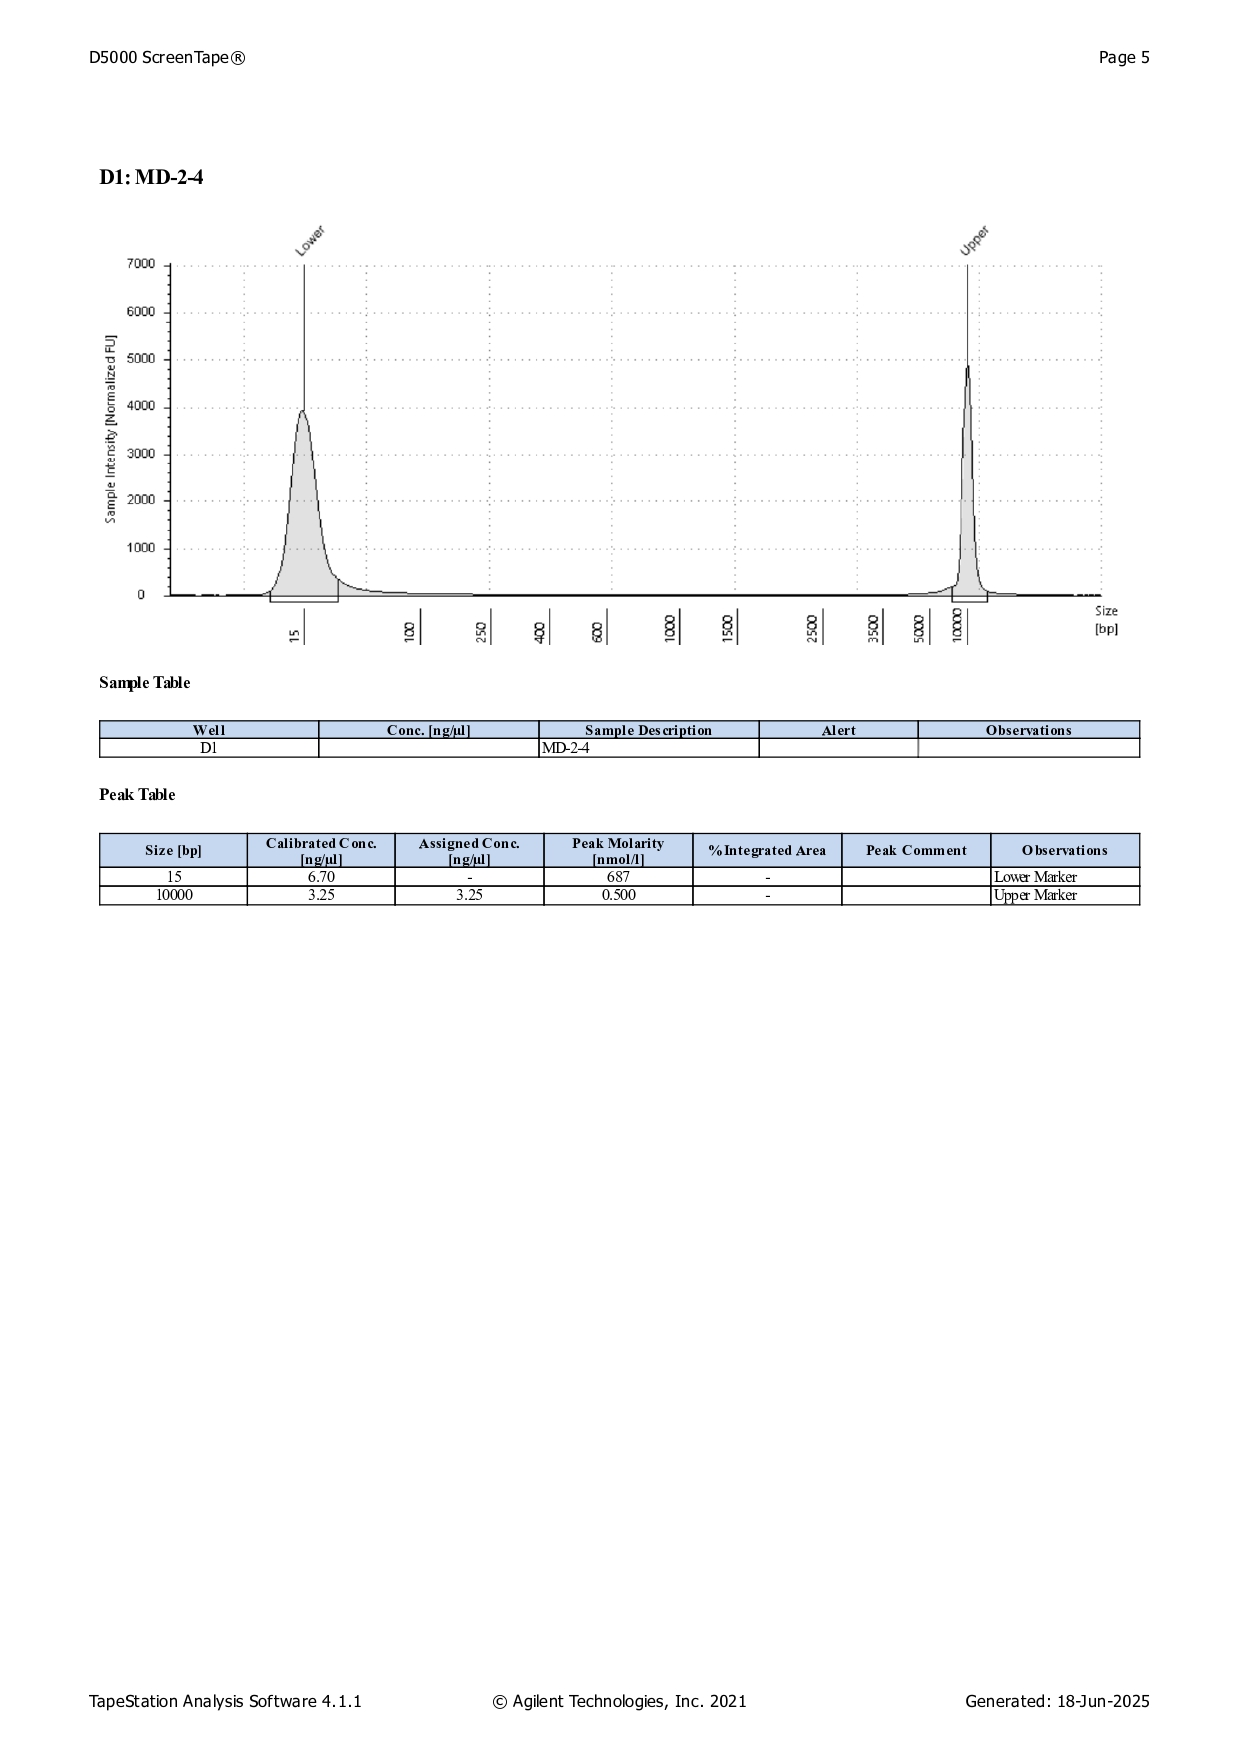 D5000 ScreenTape®
Page 5
D1: MD-2-4
Lower
Upper
7000
6000
5000
4000
3000
2000
1000
0
Sample Intensity [Normalized FU]
15
100
250
400
600
1000
1500
2500
3500
5000
10000
Size
[bp]
Sample Table
Well Conc. [ng/µl] Sample Description Alert Observations
D1 MD-2-4
Peak Table
Size [bp] Calibrated Conc. [ng/µl] Assigned Conc. [ng/µl] Peak Molarity [nmol/l] % Integrated Area Peak Comment Observations
15 6.70 - 687 - Lower Marker
10000 3.25 3.25 0.500 - Upper Marker
TapeStation Analysis Software 4.1.1 © Agilent Technologies, Inc. 2021 Generated: 18-Jun-2025